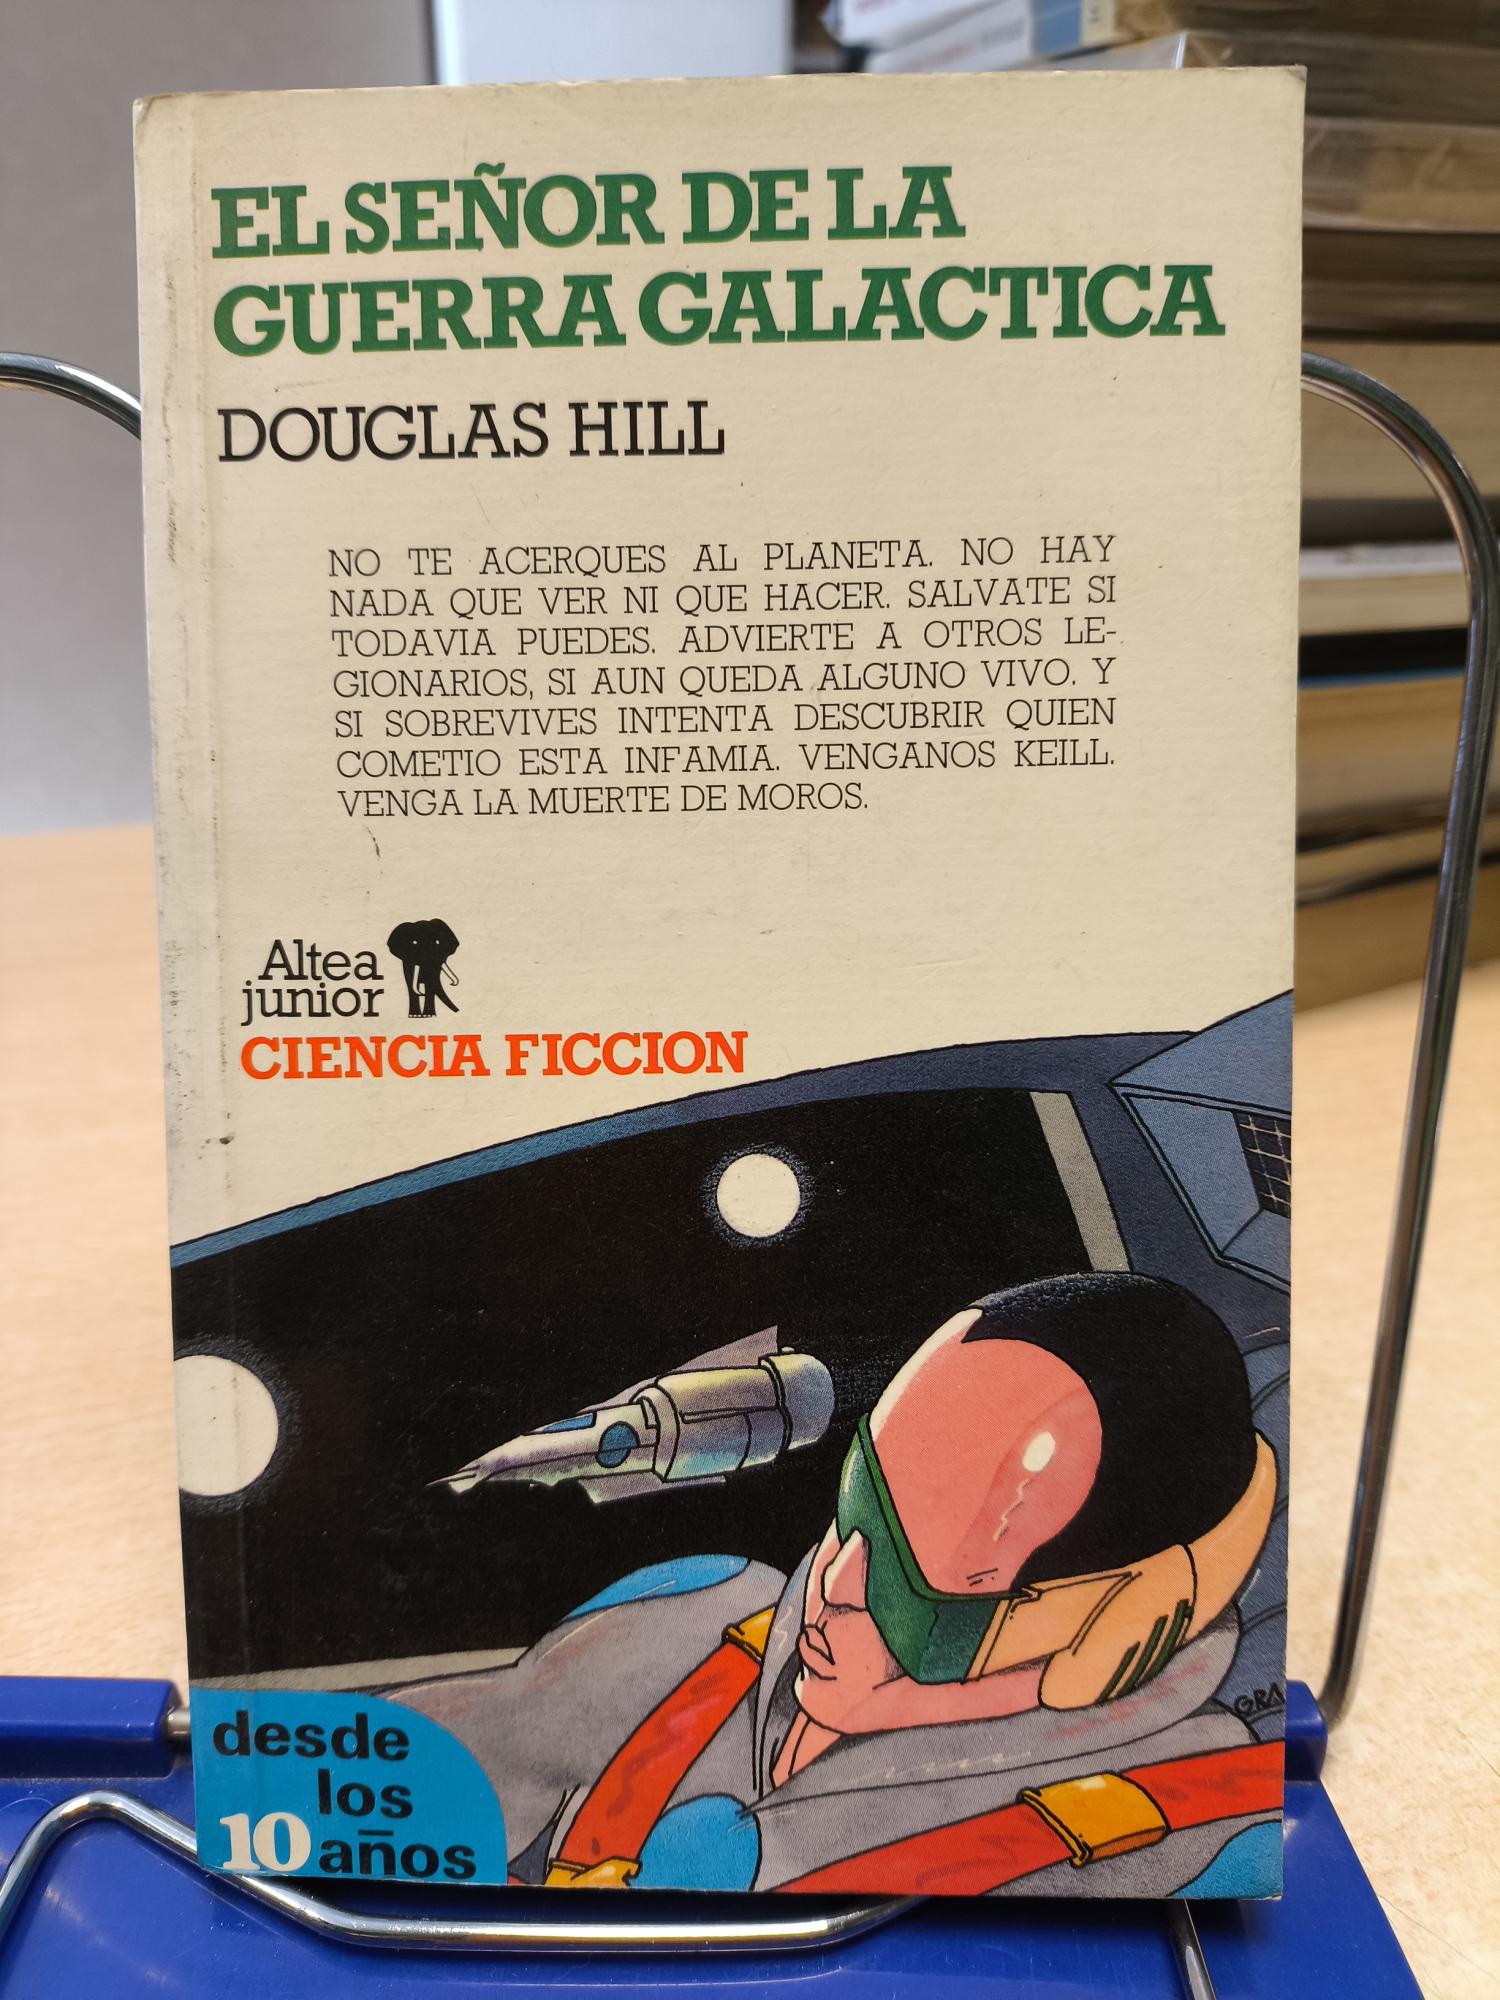 EL SEÑOR DE LA
GUERRA GALACTICA
DOUGLAS HILL
NO TE ACERQUES AL PLANETA. NO HAY
NADA QUE VER NI QUE HACER. SALVATE SI
TODAVIA PUEDES. ADVIERTE A OTROS LE-
GIONARIOS, SI AUN QUEDA ALGUNO VIVO. Y
SI SOBREVIVES INTENTA DESCUBRIR QUIEN
COMETIO ESTA INFAMIA. VENGANOS KEILL.
VENGA LA MUERTE DE MOROS.
Altea
junior
CIENCIA FICCION
GRA
desde
los
10 años